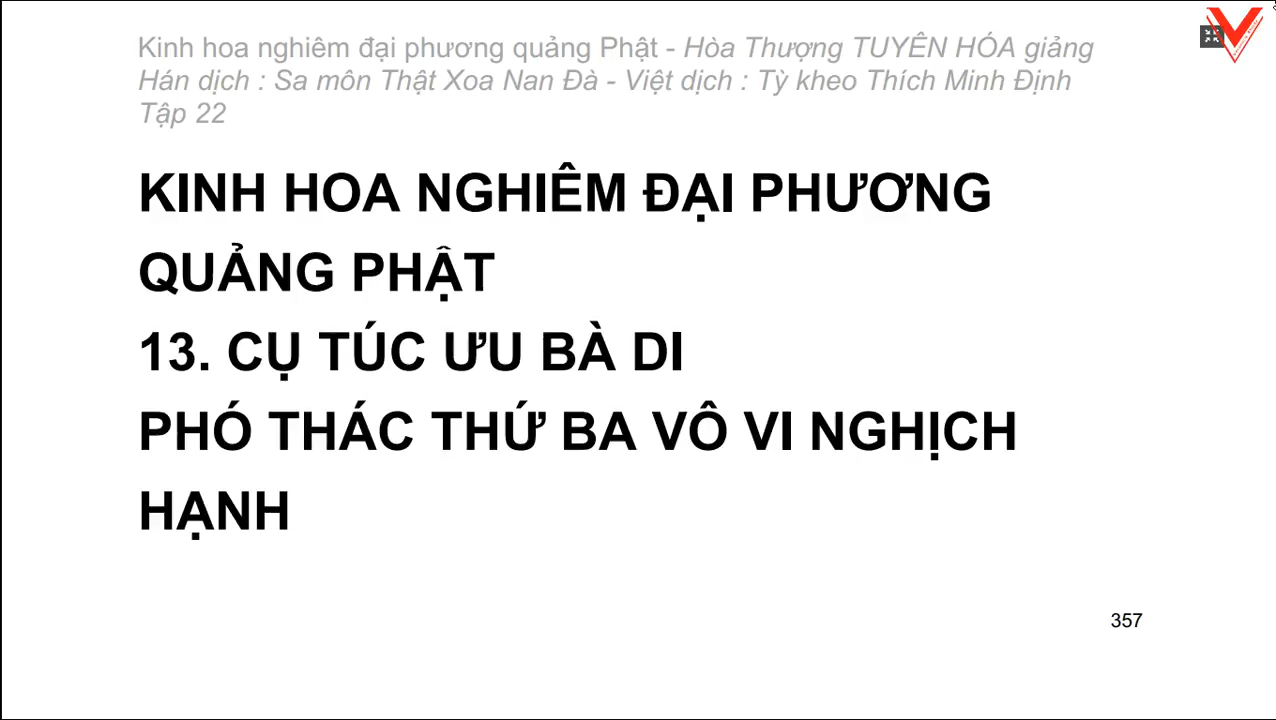 Kinh hoa nghiêm đại phương quảng Phật - Hòa Thượng TUYÊN HÓA giảng
Hán dịch : Sa môn Thật Xoa Nan Đà - Việt dịch : Tỳ kheo Thích Minh Định
Tập 22
KINH HOA NGHIÊM ĐẠI PHƯƠNG
QUẢNG PHẬT
13. CỤ TÚC ƯU BÀ DI
PHÓ THÁC THỨ BA VÔ VI NGHỊCH
HẠNH
357